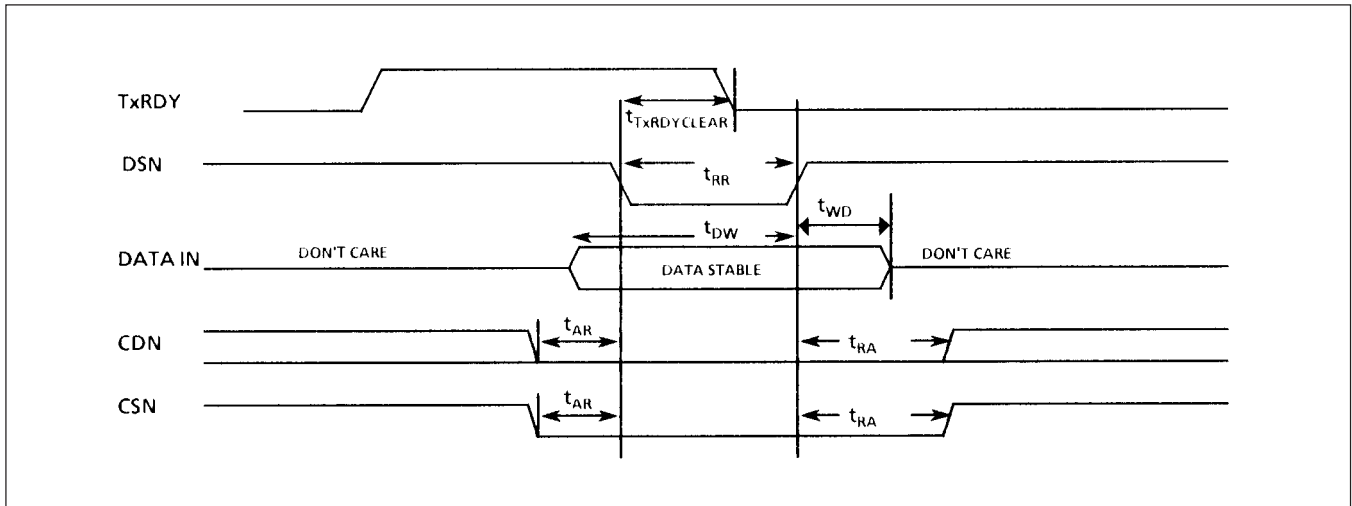 TxRDY
tTxRDYCLEAR
DSN
tRR
tWD
tDW
DATA IN
DON'T CARE
DATA STABLE
DON'T CARE
CDN
tAR
tRA
CSN
tAR
tRA